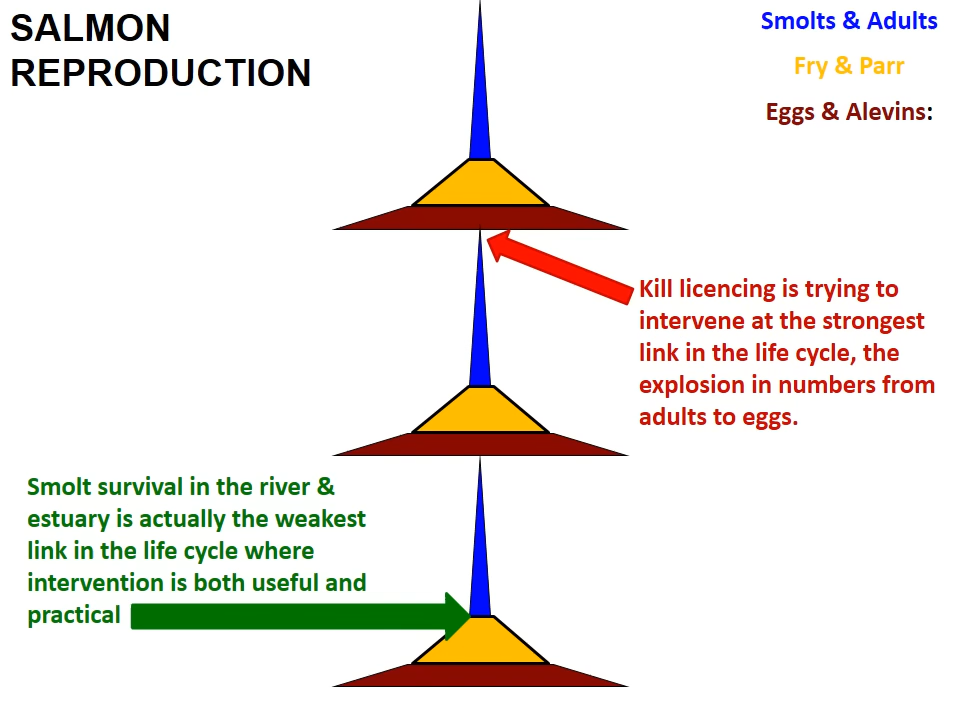 SALMON
REPRODUCTION
Smolts & Adults
Fry & Parr
Eggs & Alevins:
Kill licencing is trying to
intervene at the strongest
link in the life cycle, the
explosion in numbers from
adults to eggs.
Smolt survival in the river &
estuary is actually the weakest
link in the life cycle where
intervention is both useful and
practical